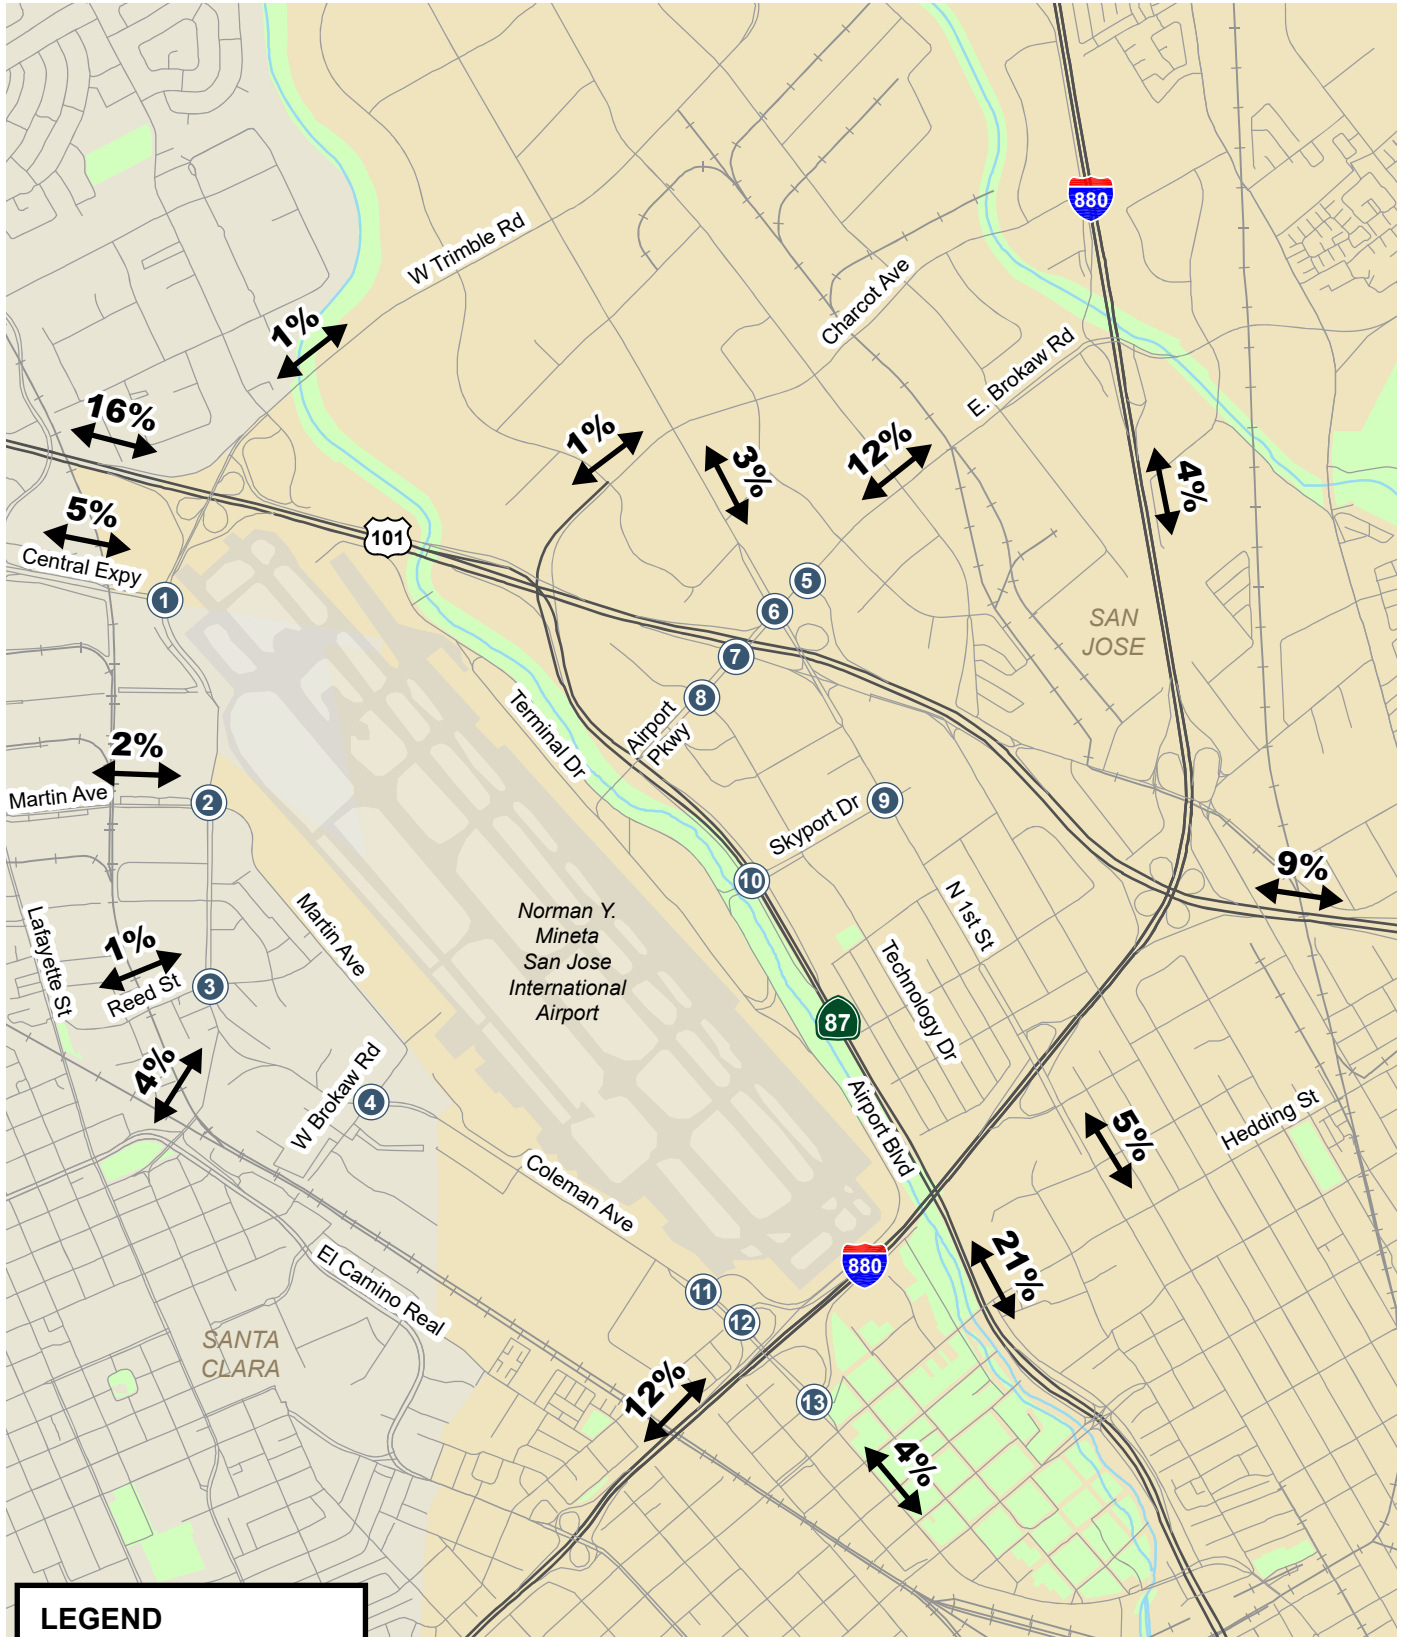 880
W Trimble Rd
Charcot Ave
1%
E. Brokaw Rd
16%
1%
3%
12%
4%
5%
101
Central Expy
1
5
6
SAN
JOSE
7
8
Terminal Dr
Airport
Pkwy
2%
Martin Ave
2
9
Skyport Dr
10
9%
Lafayette St
Martin Ave
Norman Y.
Mineta
San Jose
International
Airport
N 1st St
1%
Reed St
3
Technology Dr
87
4%
W Brokaw Rd
4
Airport Blvd
5%
Hedding St
Coleman Ave
El Camino Real
880
21%
11
12
SANTA
CLARA
12%
13
4%
LEGEND